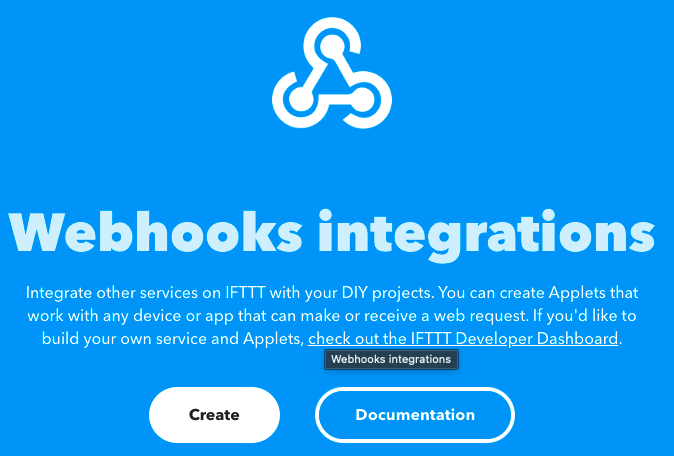 Webhooks integrations
Integrate other services on IFTTT with your DIY projects. You can create Applets that
work with any device or app that can make or receive a web request. If you'd like to
build your own service and Applets, check out the IFTTT Developer Dashboard.
Webhooks integrations
Create
Documentation